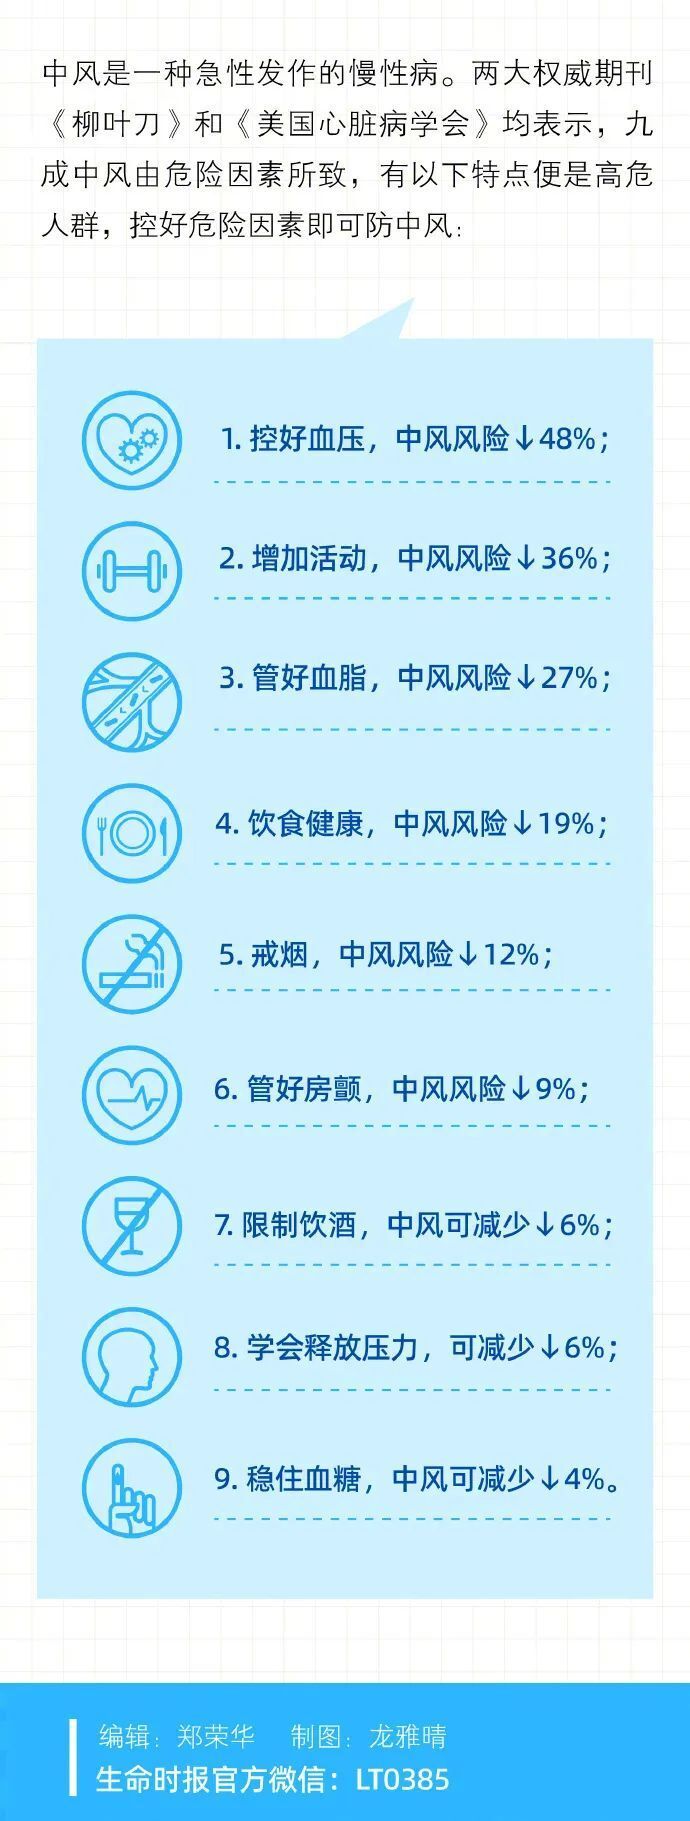 中风是一种急性发作的慢性病。两大权威期刊
《柳叶刀》和《美国心脏病学会》均表示，九
成中风由危险因素所致，有以下特点便是高危
人群，控好危险因素即可防中风：
1. 控好血压，中风风险↓48%；
2. 增加活动，中风风险↓36%；
3. 管好血脂，中风风险↓27%；
4. 饮食健康，中风风险↓19%；
5. 戒烟，中风风险↓12%；
6. 管好房颤，中风风险↓9%；
7. 限制饮酒，中风可减少↓6%；
8. 学会释放压力，可减少↓6%；
9. 稳住血糖，中风可减少↓4%。
编辑：郑荣华 制图：龙雅晴
生命时报官方微信：LT0385